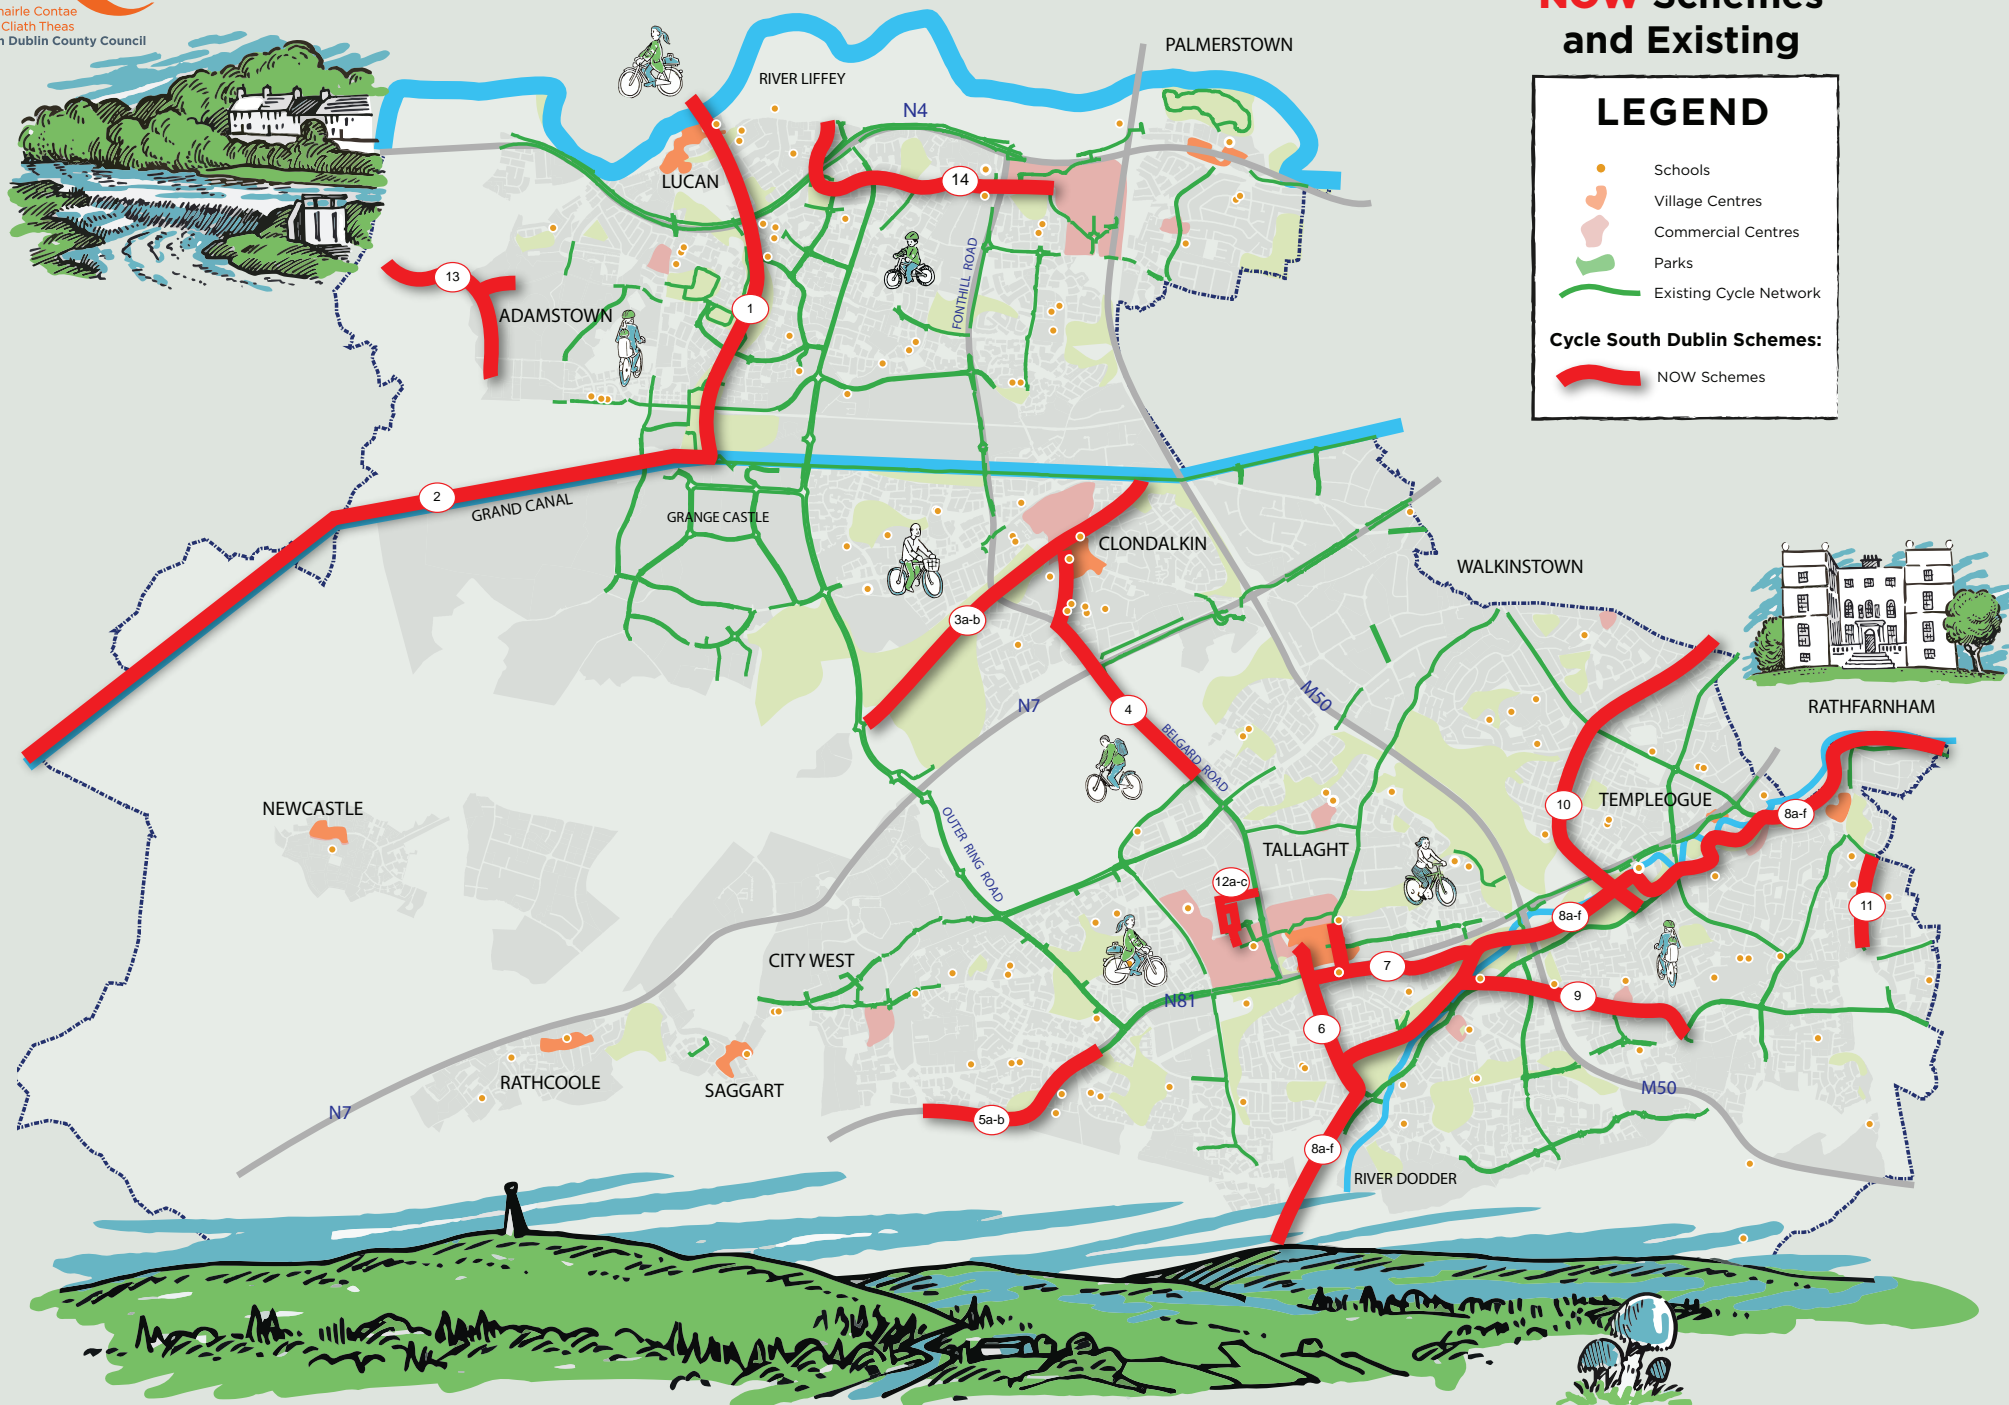 Cliath Theas
Dublin County Council
Schemes
and Existing
LEGEND
Schools
Village Centres
Commercial Centres
Parks
Existing Cycle Network
Cycle South Dublin Schemes:
NOW Schemes
PALMERSTOWN
RIVER LIFFEY
N4
LUCAN
14
FONTHILL ROAD
13
ADAMSTOWN
1
2
GRAND CANAL
GRANGE CASTLE
CLONDALKIN
WALKINSTOWN
3a-b
N7
M50
4
BELGARD ROAD
RATHFARNHAM
NEWCASTLE
OUTER RING ROAD
10
TEMPLEOGUE
8a-f
TALLAGHT
12a-c
8a-f
11
CITY WEST
7
N81
9
6
RATHCOOLE
SAGGART
M50
N7
5a-b
8a-f
RIVER DODDER